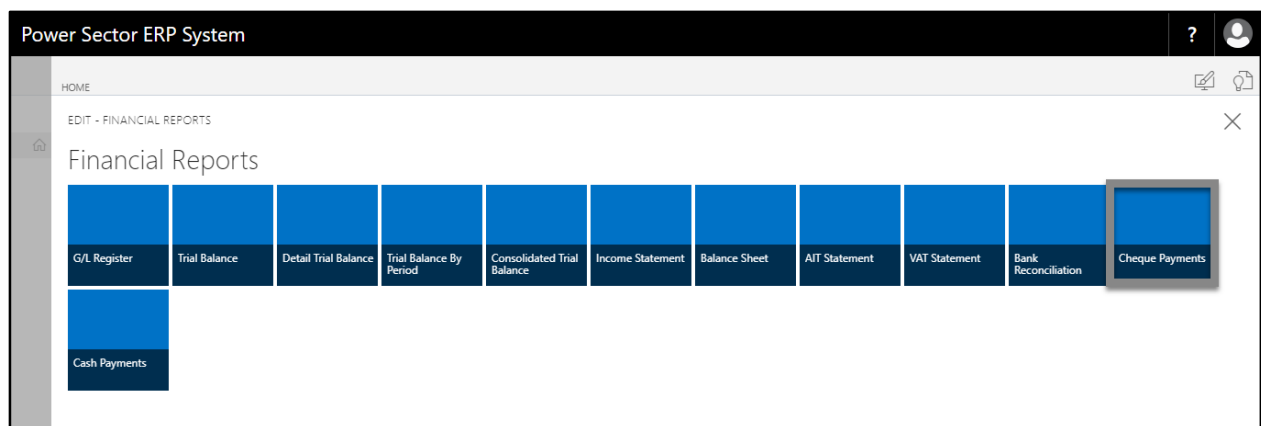 Power Sector ERP System
?
HOME
EDIT - FINANCIAL REPORTS
Financial Reports
G/L Register
Trial Balance
Detail Trial Balance
Trial Balance By
Period
Consolidated Trial
Balance
Income Statement
Balance Sheet
AIT Statement
VAT Statement
Bank
Reconciliation
Cheque Payments
Cash Payments